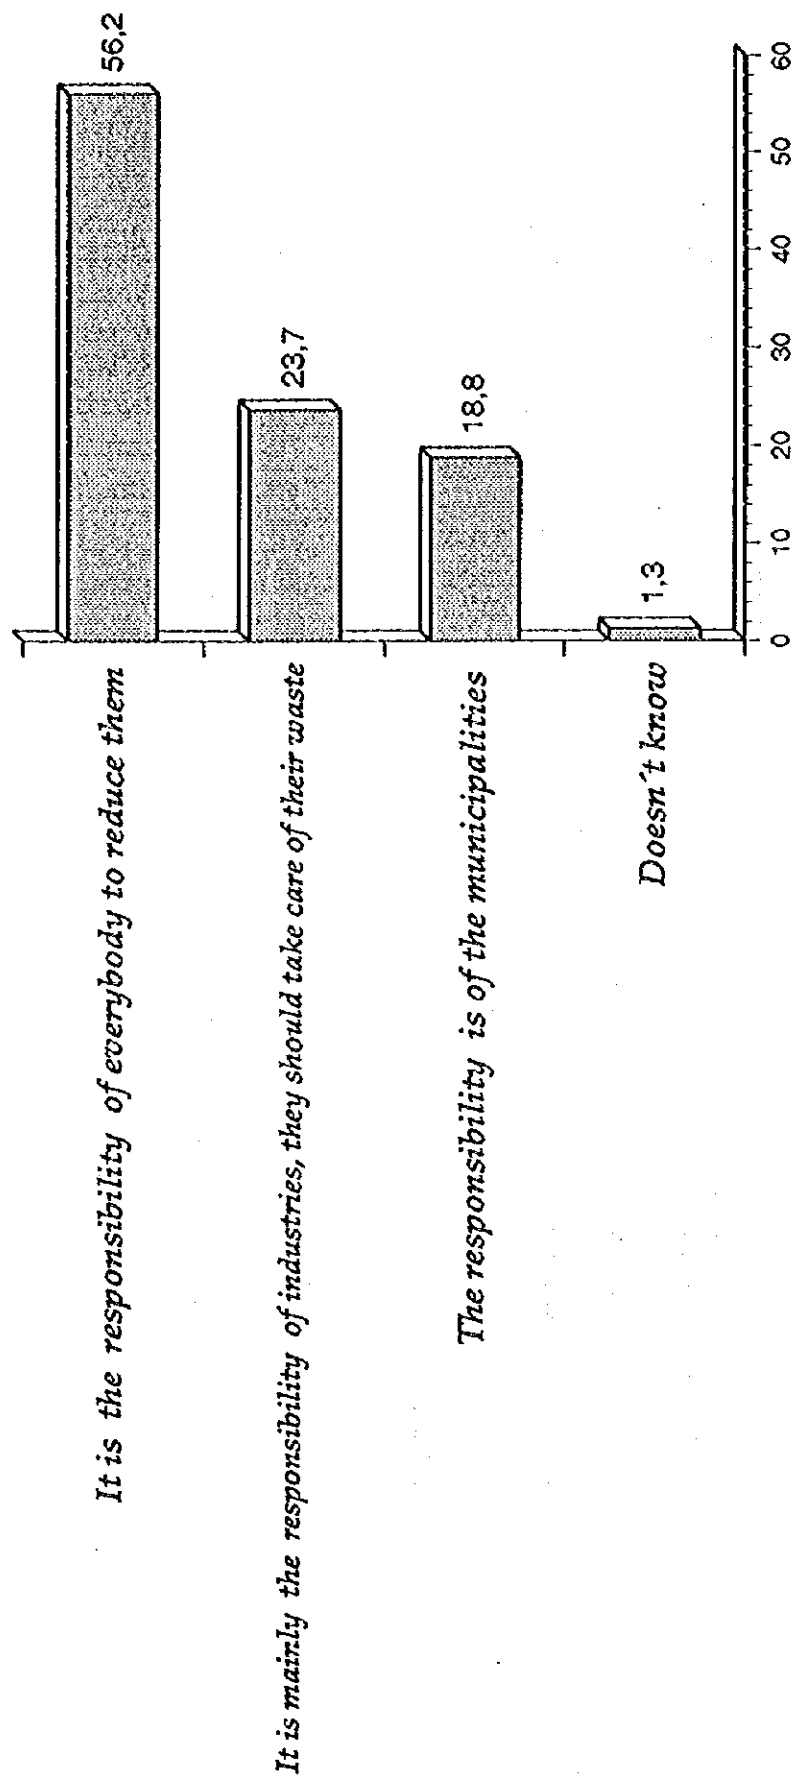 It is the responsibility of everybody to reduce them
56,2
It is mainly the responsibility of industries, they should take care of their waste
23,7
The responsibility is of the municipalities
18,8
Doesn´t know
1,3
0 10 20 30 40 50 60